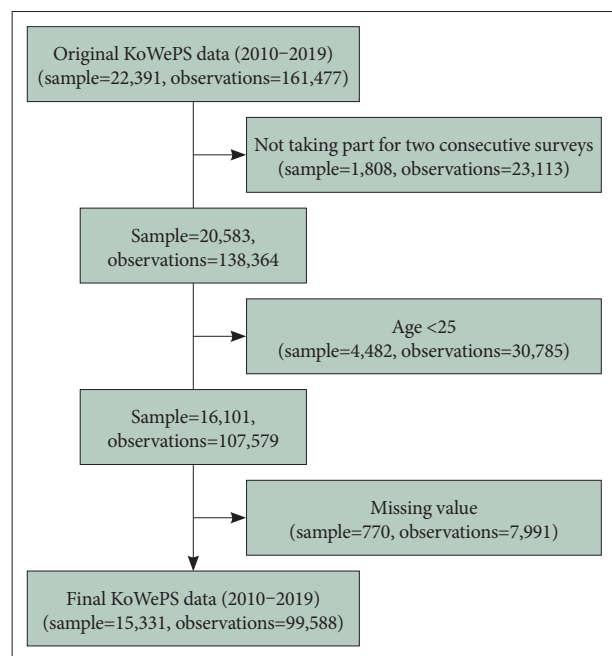 Original KoWePS data (2010−2019)
(sample=22,391, observations=161,477)
Not taking part for two consecutive surveys
(sample=1,808, observations=23,113)
Sample=20,583,
observations=138,364
Age <25
(sample=4,482, observations=30,785)
Sample=16,101,
observations=107,579
Missing value
(sample=770, observations=7,991)
Final KoWePS data (2010−2019)
(sample=15,331, observations=99,588)